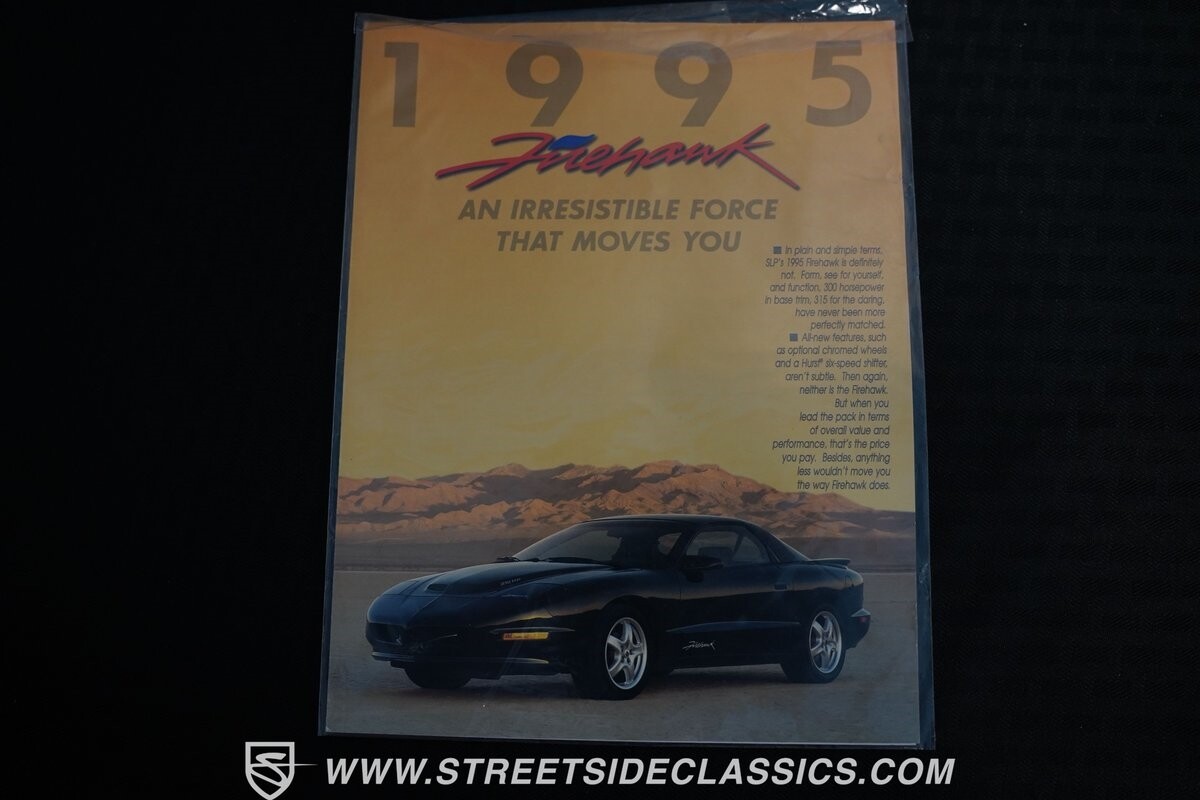 1995
Firehawk
AN IRRESISTIBLE FORCE
THAT MOVES YOU
■ In plain and simple terms,
SLP's 1995 Firehawk is definitely
not. Form, see for yourself,
and function, 300 horsepower
in base trim, 315 for the daring,
have never been more
perfectly matched.
■ All-new features, such
as optional chromed wheels
and a Hurst® six-speed shifter,
aren't subtle. Then again,
neither is the Firehawk.
But when you
lead the pack in terms
of overall value and
performance, that's the price
you pay. Besides, anything
less wouldn't move you
the way Firehawk does.
Firehawk
WWW.STREETSIDECLASSICS.COM